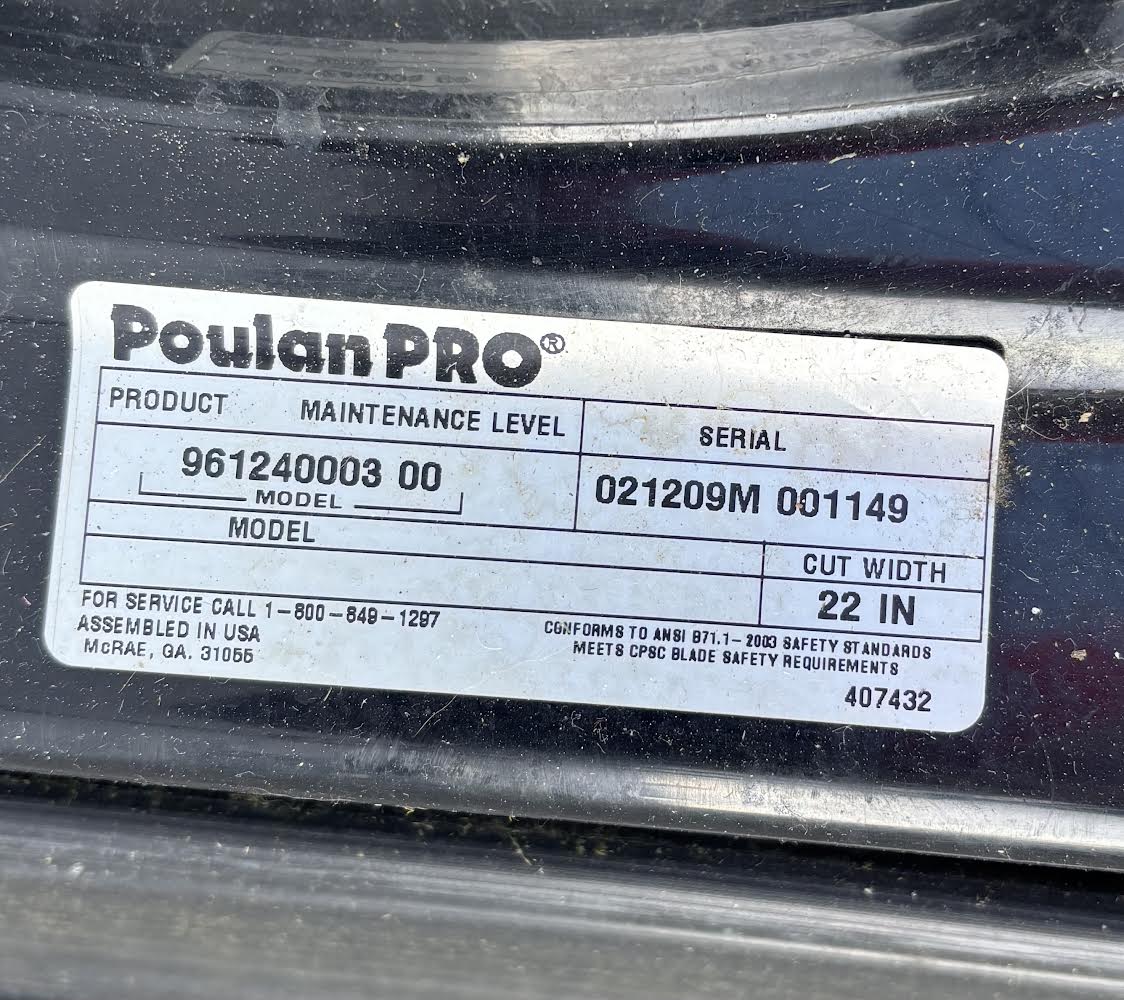 Poulan PRO®
PRODUCT MAINTENANCE LEVEL SERIAL
961240003 00 021209M 001149
MODEL
MODEL CUT WIDTH
22 IN
FOR SERVICE CALL 1-800-849-1297
ASSEMBLED IN USA
McRAE, GA. 31055
CONFORMS TO ANSI B71.1-2003 SAFETY STANDARDS
MEETS CPSC BLADE SAFETY REQUIREMENTS
407432